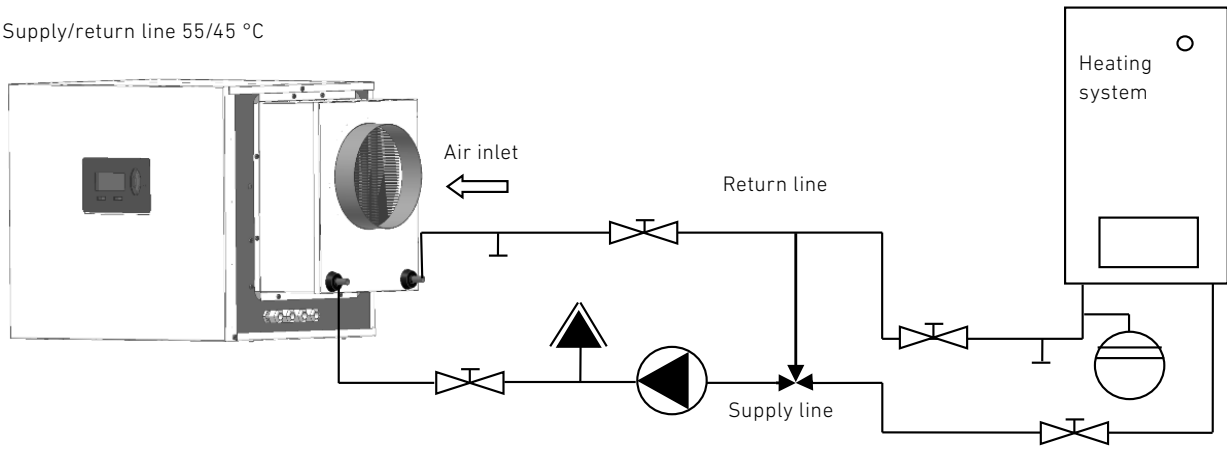 Supply/return line 55/45 °C
Heating
system
Air inlet
Return line
Supply line